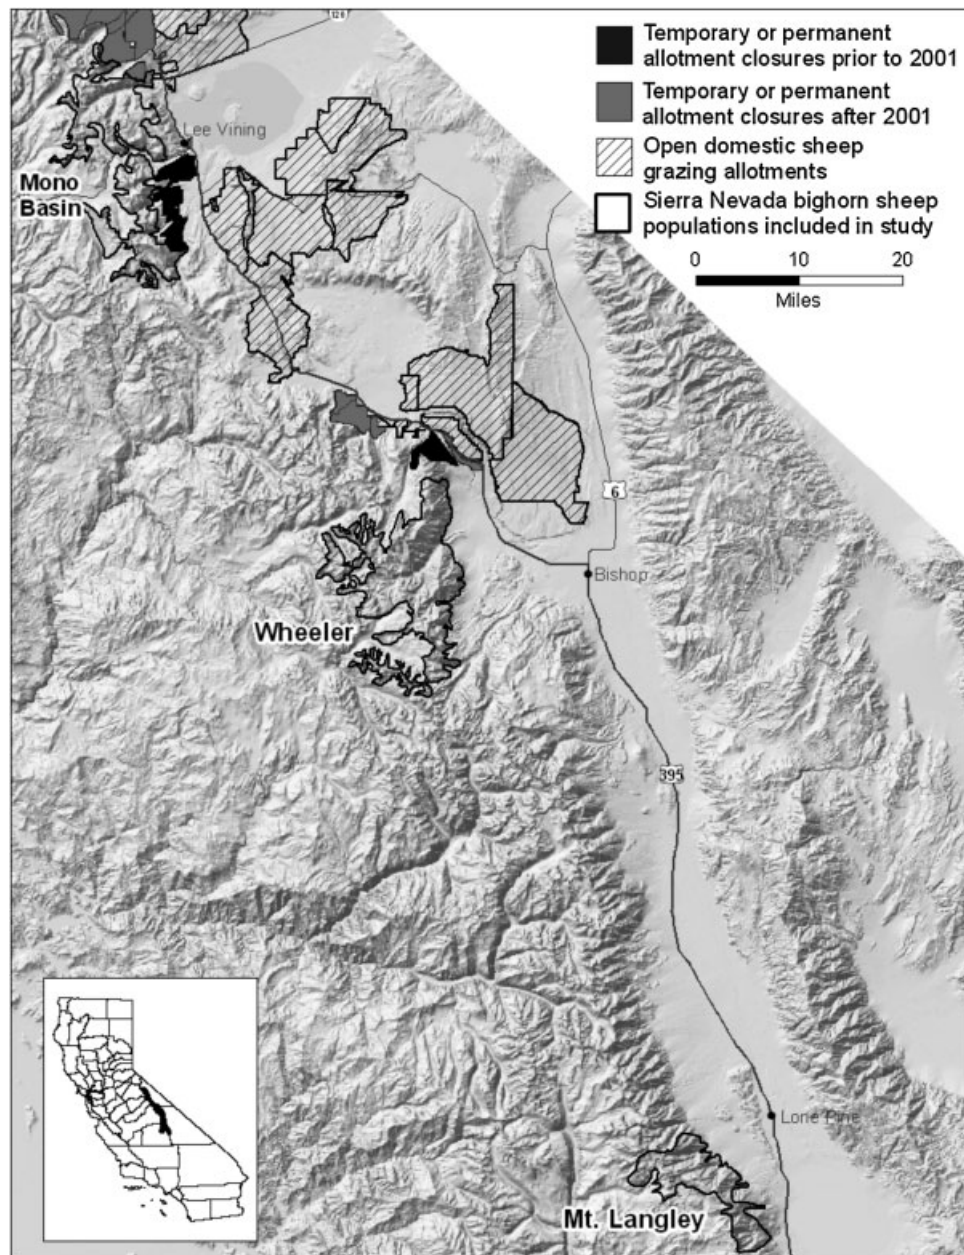 120
Temporary or permanent
allotment closures prior to 2001
Temporary or permanent
allotment closures after 2001
Open domestic sheep
grazing allotments
Sierra Nevada bighorn sheep
populations included in study
0 10 20
Miles
Lee Vining
Mono
Basin
6
Bishop
Wheeler
395
Lone Pine
Mt. Langley